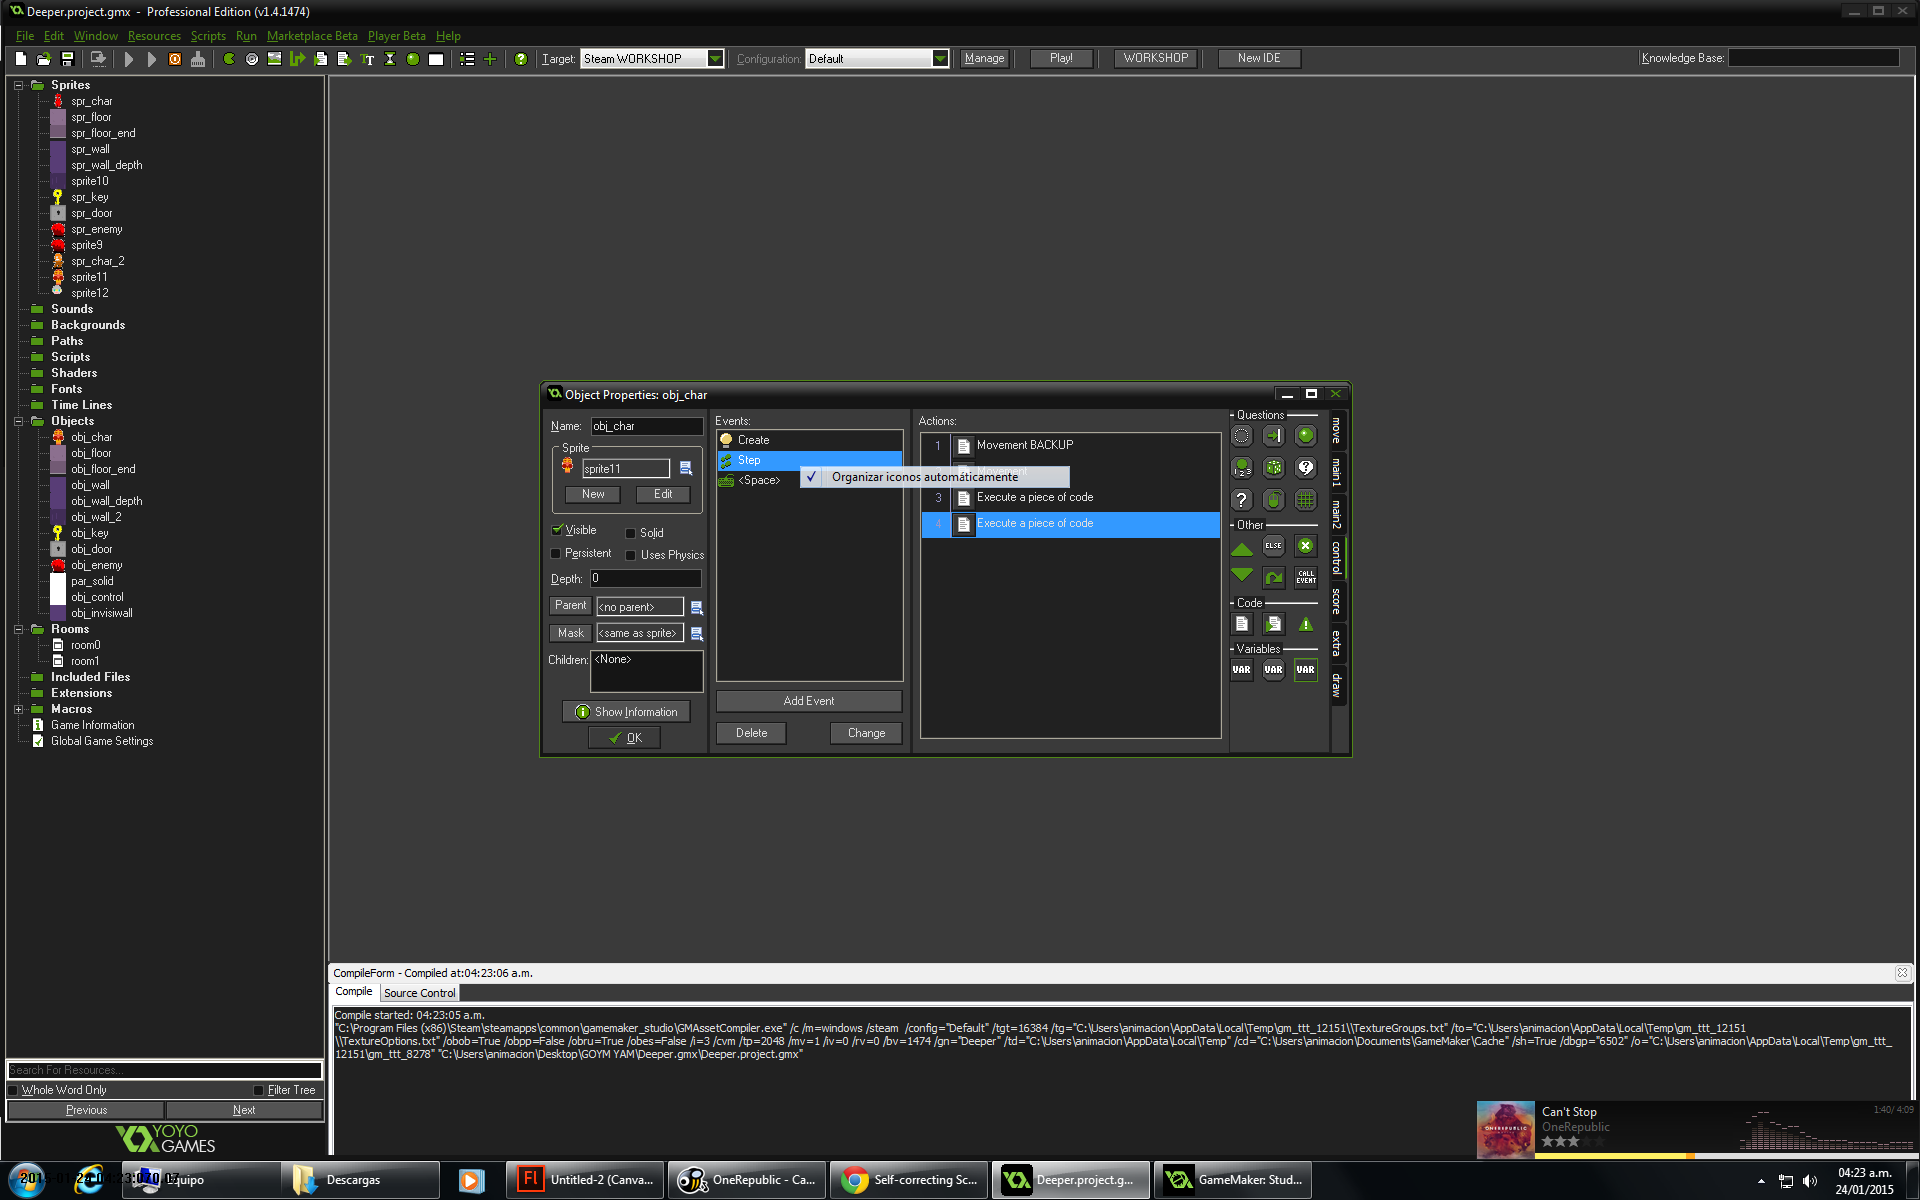 Deeper.project.gmx - Professional Edition (v1.4.1474)
File Edit Window Resources Scripts Run Marketplace Beta Player Beta Help
Target: Steam WORKSHOP Configuration: Default Manage Play! WORKSHOP New IDE Knowledge Base:
Sprites
spr_char
spr_floor
spr_floor_end
spr_wall
spr_wall_depth
sprite10
spr_key
spr_door
spr_enemy
sprite9
spr_char_2
sprite11
sprite12
Sounds
Backgrounds
Paths
Scripts
Shaders
Fonts
Time Lines
Objects
obj_char
obj_floor
obj_floor_end
obj_wall
obj_wall_depth
obj_wall_2
obj_key
obj_door
obj_enemy
par_solid
obj_control
obj_invisiwall
Rooms
room0
room1
Included Files
Extensions
Macros
Game Information
Global Game Settings
Search For Resources...
Whole Word Only Filter Tree
Previous Next
YOYO GAMES
Object Properties: obj_char
Name: obj_char
Sprite
sprite11
New Edit
Visible Solid
Persistent Uses Physics
Depth: 0
Parent <no parent>
Mask <same as sprite>
Children: <None>
Show Information
OK
Events:
Create
Step
<Space>
Add Event
Delete Change
Actions:
1 Movement BACKUP
Movement
Organizar iconos automáticamente
3 Execute a piece of code
4 Execute a piece of code
Questions
1 2 3
Other
ELSE
CALL EVENT
Code
Variables
VAR VAR VAR
move
main1
main2
control
score
extra
draw
CompileForm - Compiled at:04:23:06 a.m.
Compile Source Control
Compile started: 04:23:05 a.m.
"C:\Program Files (x86)\Steam\steamapps\common\gamemaker_studio\GMAssetCompiler.exe" /c /m=windows /steam /config="Default" /tgt=16384 /tg="C:\Users\animacion\AppData\Local\Temp\gm_ttt_12151\\TextureGroups.txt" /to="C:\Users\animacion\AppData\Local\Temp\gm_ttt_12151
\\TextureOptions.txt" /obob=True /obpp=False /obru=True /obes=False /i=3 /cvm /tp=2048 /mv=1 /iv=0 /rv=0 /bv=1474 /gn="Deeper" /td="C:\Users\animacion\AppData\Local\Temp" /cd="C:\Users\animacion\Documents\GameMaker\Cache" /sh=True /dbgp="6502" /o="C:\Users\animacion\AppData\Local\Temp\gm_ttt_
12151\gm_ttt_8278" "C:\Users\animacion\Desktop\GOYM YAM\Deeper.gmx\Deeper.project.gmx"
Can't Stop
OneRepublic
1:40/ 4:09
ONEREPUBLIC
Equipo
Descargas
Fl Untitled-2 (Canva...
OneRepublic - Ca...
Self-correcting Sc...
Deeper.project.g...
GameMaker: Stud...
04:23 a.m.
24/01/2015